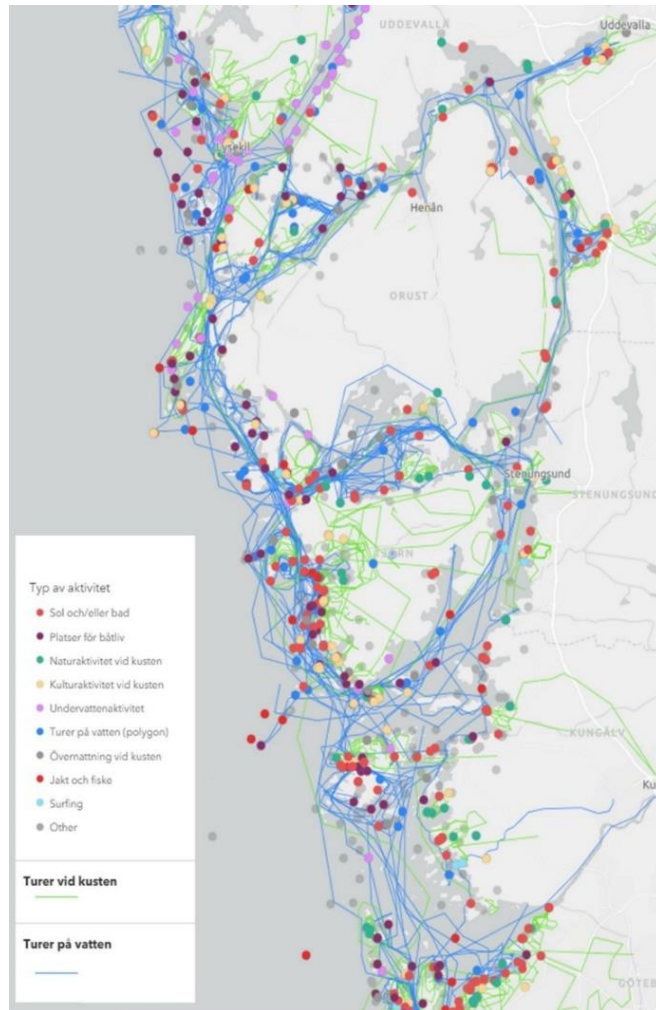 UDDEVALLA
Uddevalla
Lysekil
Henån
ORUST
Stenungsund
STENUNGSUND
KUNGÄLV
Ku
GÖTEB
Typ av aktivitet
Sol och/eller bad
Platser för båtliv
Naturaktivitet vid kusten
Kulturaktivitet vid kusten
Undervattenaktivitet
Turer på vatten (polygon)
Övernattning vid kusten
Jakt och fiske
Surfing
Other
Turer vid kusten
Turer på vatten